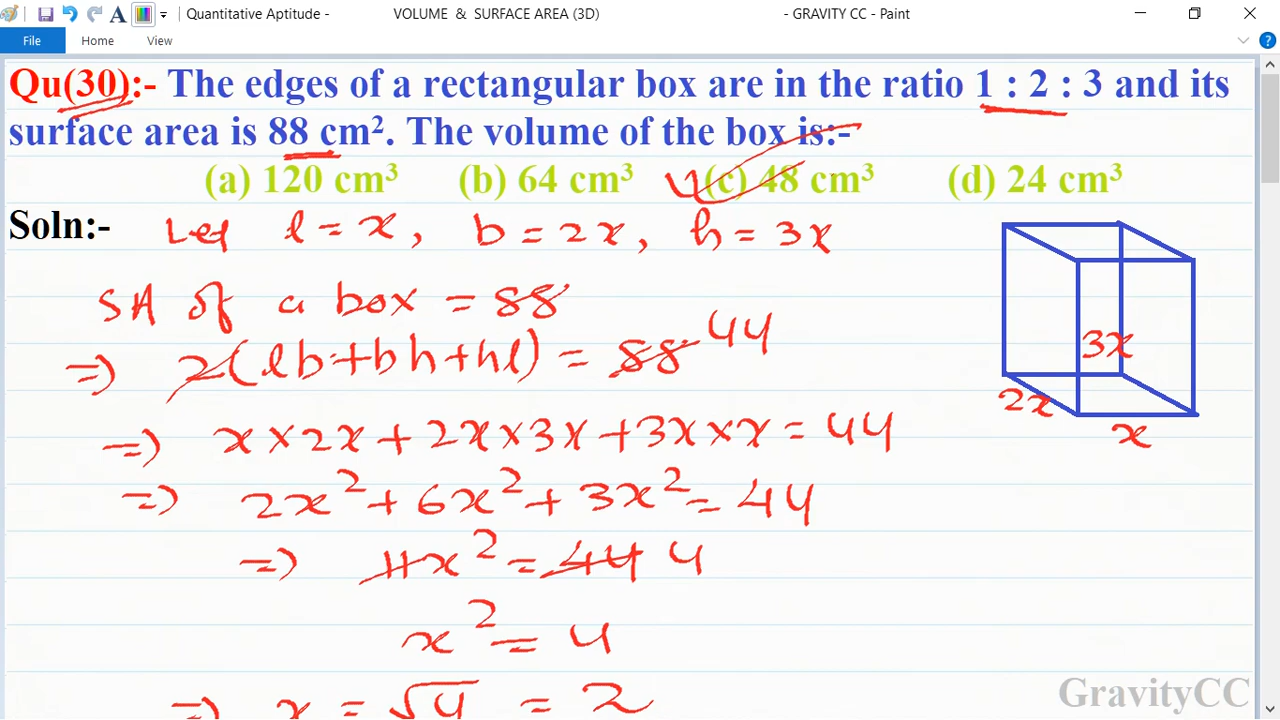 Quantitative Aptitude - VOLUME & SURFACE AREA (3D) - GRAVITY CC - Paint
File Home View
Qu(30):- The edges of a rectangular box are in the ratio 1 : 2 : 3 and its
surface area is 88 cm². The volume of the box is:-
(a) 120 cm³ (b) 64 cm³ (c) 48 cm³ (d) 24 cm³
Soln:- Let l = x, b = 2x, h = 3x
SA of a box = 88
=) 2(lb+bh+hl) = 88 44
=) x×2x+2x×3x+3x×x=44
=) 2x²+6x²+3x²=44
=) 11x²=44 4
x²=4
=) x = √4 = 2
3x
2x
x
GravityCC